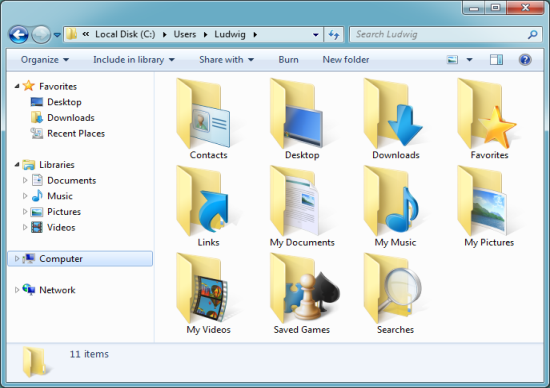 Local Disk (C:) Users Ludwig Search Ludwig
Organize Include in library Share with Burn New folder
Favorites
Desktop
Downloads
Recent Places
Libraries
Documents
Music
Pictures
Videos
Computer
Network
Contacts Desktop Downloads Favorites
Links My Documents My Music My Pictures
My Videos Saved Games Searches
11 items